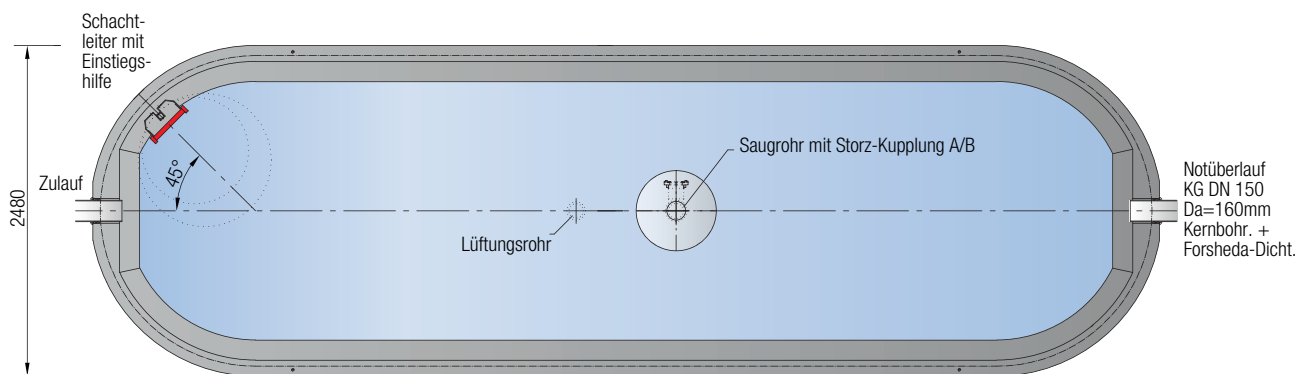 Schacht-
leiter mit
Einstiegs-
hilfe
45°
Zulauf
2480
Lüftungsrohr
Saugrohr mit Storz-Kupplung A/B
Notüberlauf
KG DN 150
Da=160mm
Kernbohr. +
Forsheda-Dicht.